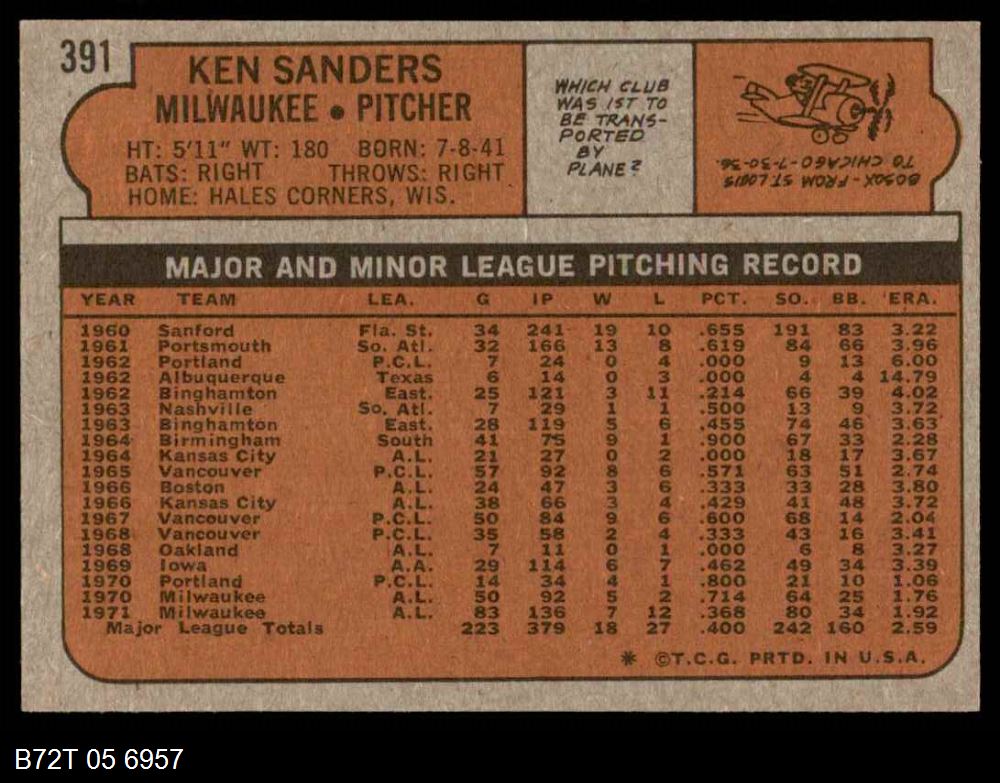 391
KEN SANDERS
MILWAUKEE • PITCHER
HT: 5'11" WT: 180 BORN: 7-8-41
BATS: RIGHT THROWS: RIGHT
HOME: HALES CORNERS, WIS.
WHICH CLUB
WAS 1ST TO
BE TRANS-
PORTED
BY
PLANE?
BOSOX-FROM ST. LOUIS
TO CHICAGO-7-30-36.
MAJOR AND MINOR LEAGUE PITCHING RECORD
YEAR TEAM LEA. G IP W L PCT. SO. BB. ERA.
1960 Sanford Fla. St. 34 241 19 10 .655 191 83 3.22
1961 Portsmouth So. Atl. 32 166 13 8 .619 84 66 3.96
1962 Portland P.C.L. 7 24 0 4 .000 9 13 6.00
1962 Albuquerque Texas 6 14 0 3 .000 4 4 14.79
1962 Binghamton East. 25 121 3 11 .214 66 39 4.02
1963 Nashville So. Atl. 7 29 1 1 .500 13 9 3.72
1963 Binghamton East. 28 119 5 6 .455 74 46 3.63
1964 Birmingham South 41 75 9 1 .900 67 33 2.28
1964 Kansas City A.L. 21 27 0 2 .000 18 17 3.67
1965 Vancouver P.C.L. 57 92 8 6 .571 63 51 2.74
1966 Boston A.L. 24 47 3 6 .333 33 28 3.80
1966 Kansas City A.L. 38 66 3 4 .429 41 48 3.72
1967 Vancouver P.C.L. 50 84 9 6 .600 68 14 2.04
1968 Vancouver P.C.L. 35 58 2 4 .333 43 16 3.41
1968 Oakland A.L. 7 11 0 1 .000 6 8 3.27
1969 Iowa A.A. 29 114 6 7 .462 49 34 3.39
1970 Portland P.C.L. 14 34 4 1 .800 21 10 1.06
1970 Milwaukee A.L. 50 92 5 2 .714 64 25 1.76
1971 Milwaukee A.L. 83 136 7 12 .368 80 34 1.92
Major League Totals 223 379 18 27 .400 242 160 2.59
* ©T.C.G. PRTD. IN U.S.A.
B72T 05 6957